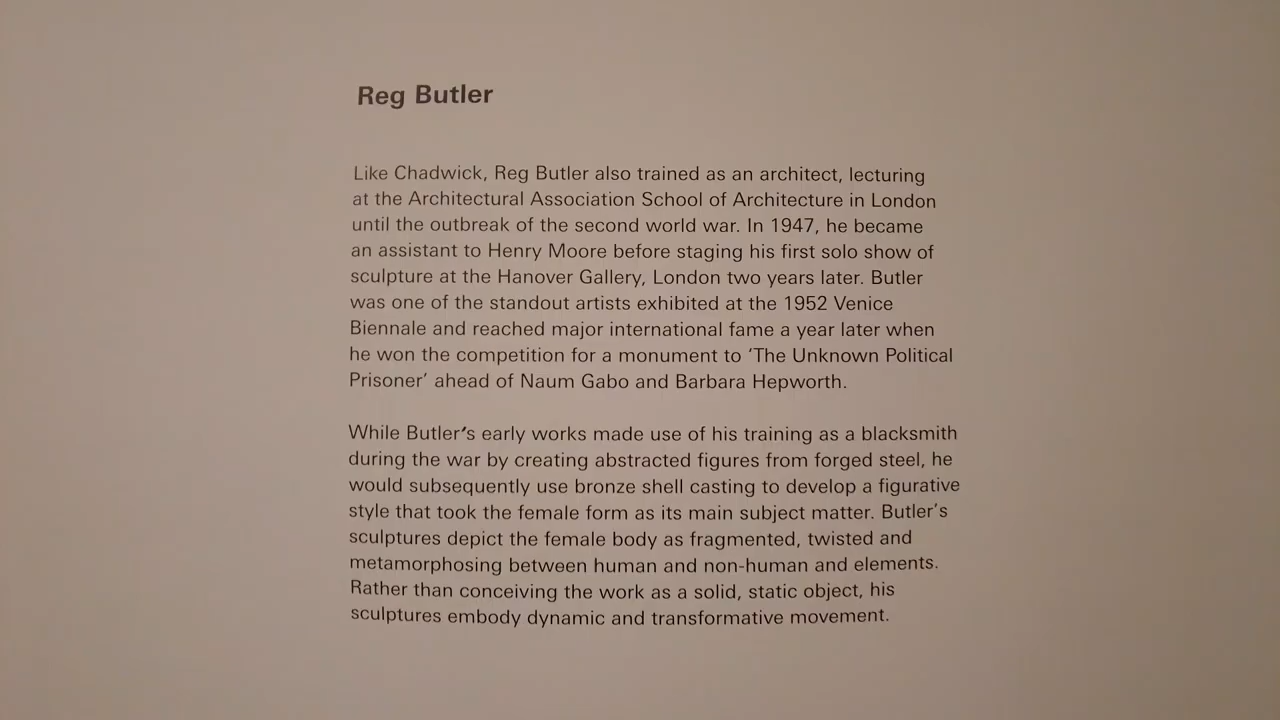 Reg Butler
Like Chadwick, Reg Butler also trained as an architect, lecturing
at the Architectural Association School of Architecture in London
until the outbreak of the second world war. In 1947, he became
an assistant to Henry Moore before staging his first solo show of
sculpture at the Hanover Gallery, London two years later. Butler
was one of the standout artists exhibited at the 1952 Venice
Biennale and reached major international fame a year later when
he won the competition for a monument to ‘The Unknown Political
Prisoner’ ahead of Naum Gabo and Barbara Hepworth.
While Butler’s early works made use of his training as a blacksmith
during the war by creating abstracted figures from forged steel, he
would subsequently use bronze shell casting to develop a figurative
style that took the female form as its main subject matter. Butler’s
sculptures depict the female body as fragmented, twisted and
metamorphosing between human and non-human and elements.
Rather than conceiving the work as a solid, static object, his
sculptures embody dynamic and transformative movement.